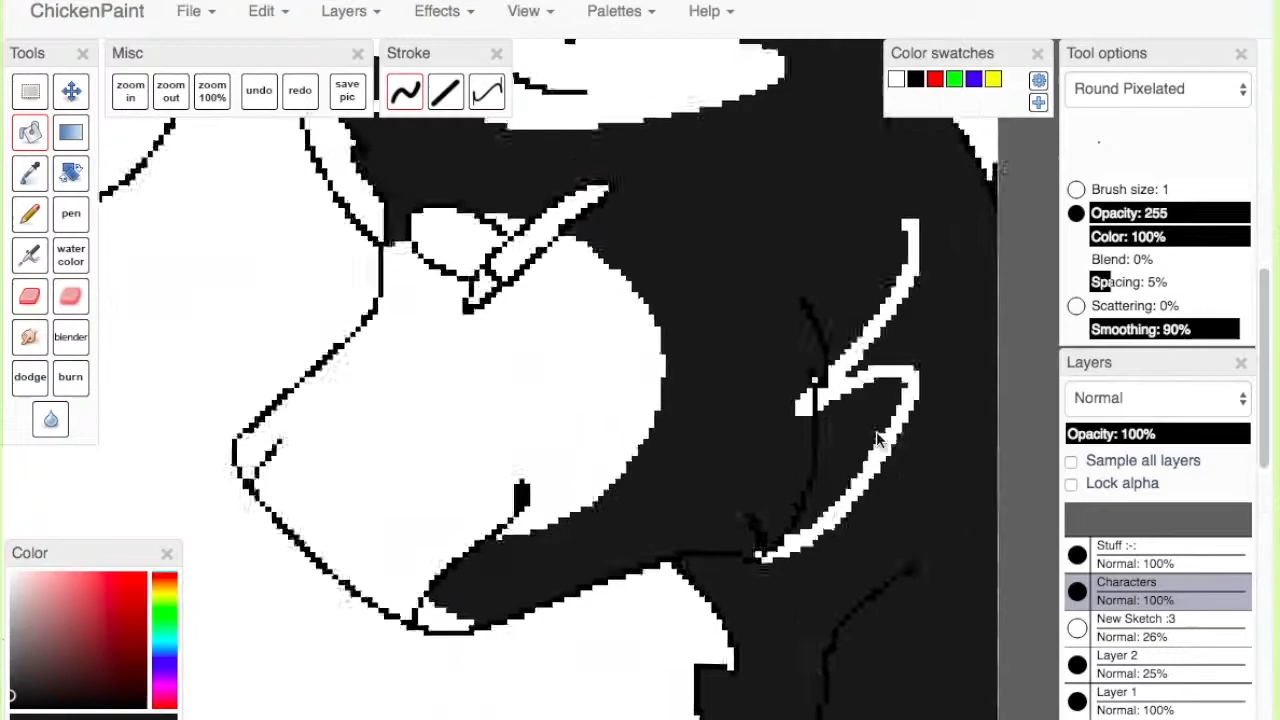 ChickenPaint File Edit Layers Effects View Palettes Help
Tools
Misc
zoom in
zoom out
zoom 100%
undo
redo
save pic
Stroke
Color swatches
Tool options
Round Pixelated
Brush size: 1
Opacity: 255
Color: 100%
Blend: 0%
Spacing: 5%
Scattering: 0%
Smoothing: 90%
pen
water color
blender
dodge
burn
Layers
Normal
Opacity: 100%
Sample all layers
Lock alpha
Stuff :-:
Normal: 100%
Characters
Normal: 100%
New Sketch :3
Normal: 26%
Layer 2
Normal: 25%
Layer 1
Normal: 100%
Color